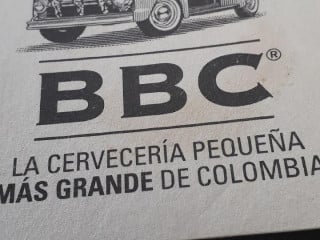 BBC®
LA CERVECERÍA PEQUEÑA
MÁS GRANDE DE COLOMBIA